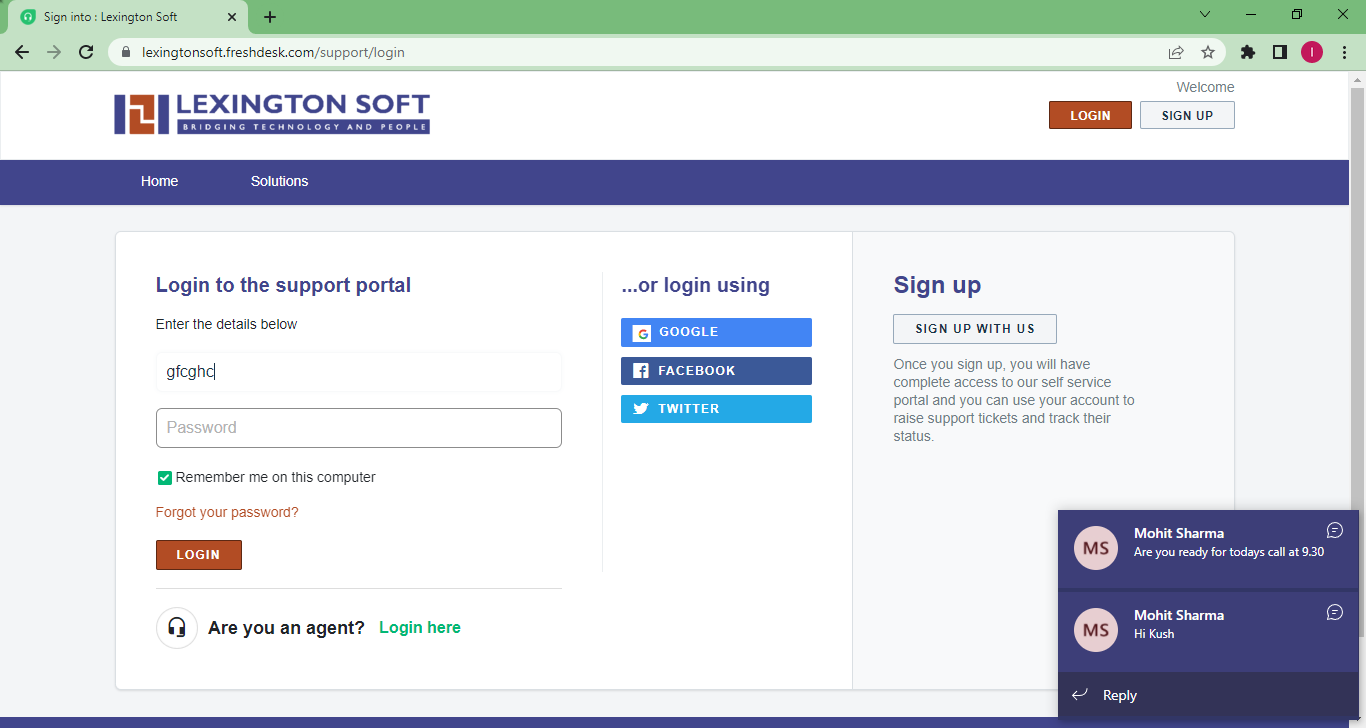 Sign into : Lexington Soft
lexingtonsoft.freshdesk.com/support/login
I
LEXINGTON SOFT
BRIDGING TECHNOLOGY AND PEOPLE
Welcome
LOGIN
SIGN UP
Home
Solutions
Login to the support portal
Enter the details below
gfcghc
Password
Remember me on this computer
Forgot your password?
LOGIN
Are you an agent? Login here
...or login using
G GOOGLE
f FACEBOOK
TWITTER
Sign up
SIGN UP WITH US
Once you sign up, you will have
complete access to our self service
portal and you can use your account to
raise support tickets and track their
status.
MS
Mohit Sharma
Are you ready for todays call at 9.30
MS
Mohit Sharma
Hi Kush
Reply